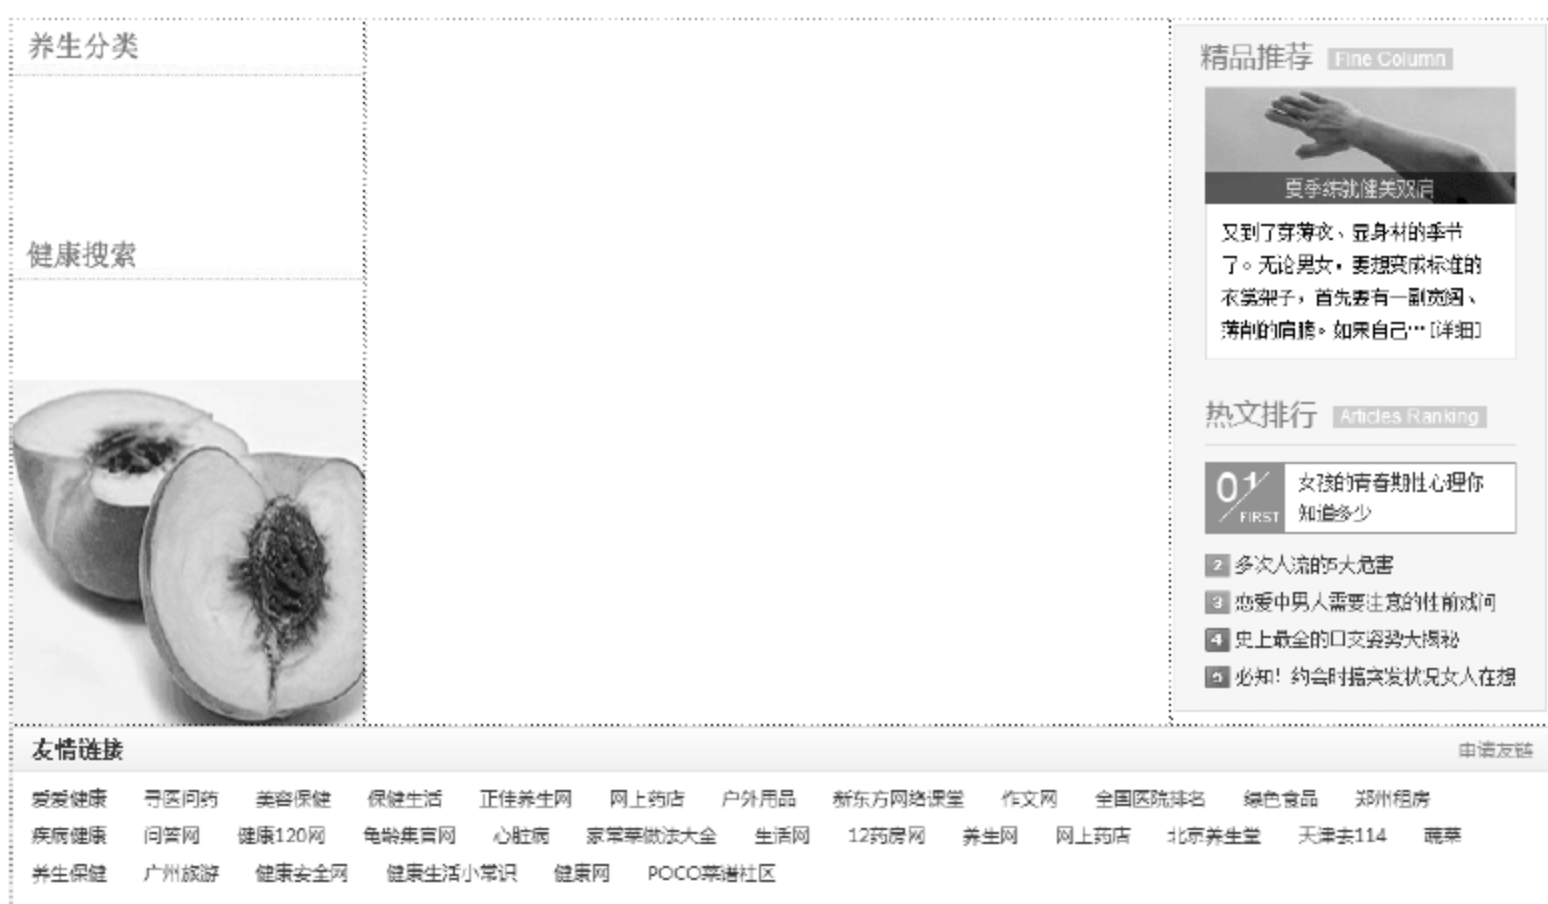 养生分类
健康搜索
精品推荐 Fine Column
夏季练就健美双肩
又到了穿薄衣、显身材的季节
了。无论男女，要想变成标准的
衣裳架子，首先要有一副宽阔、
薄削的肩膀。如果自己…[详细]
热文排行 Articles Ranking
01 FIRST
女孩的青春期性心理你
知道多少
2 多次人流的5大危害
3 恋爱中男人需要注意的性前戏问
4 史上最全的口交姿势大揭秘
5 必知！约会时搞突发状况女人在想
友情链接 申请友链
爱爱健康 寻医问药 美容保健 保健生活 正佳养生网 网上药店 户外用品 新东方网络课堂 作文网 全国医院排名 绿色食品 郑州租房
疾病健康 问答网 健康120网 龟龄集官网 心脏病 家常菜做法大全 生活网 12药房网 养生网 网上药店 北京养生堂 天津去114 蔬菜
养生保健 广州旅游 健康安全网 健康生活小常识 健康网 POCO菜谱社区